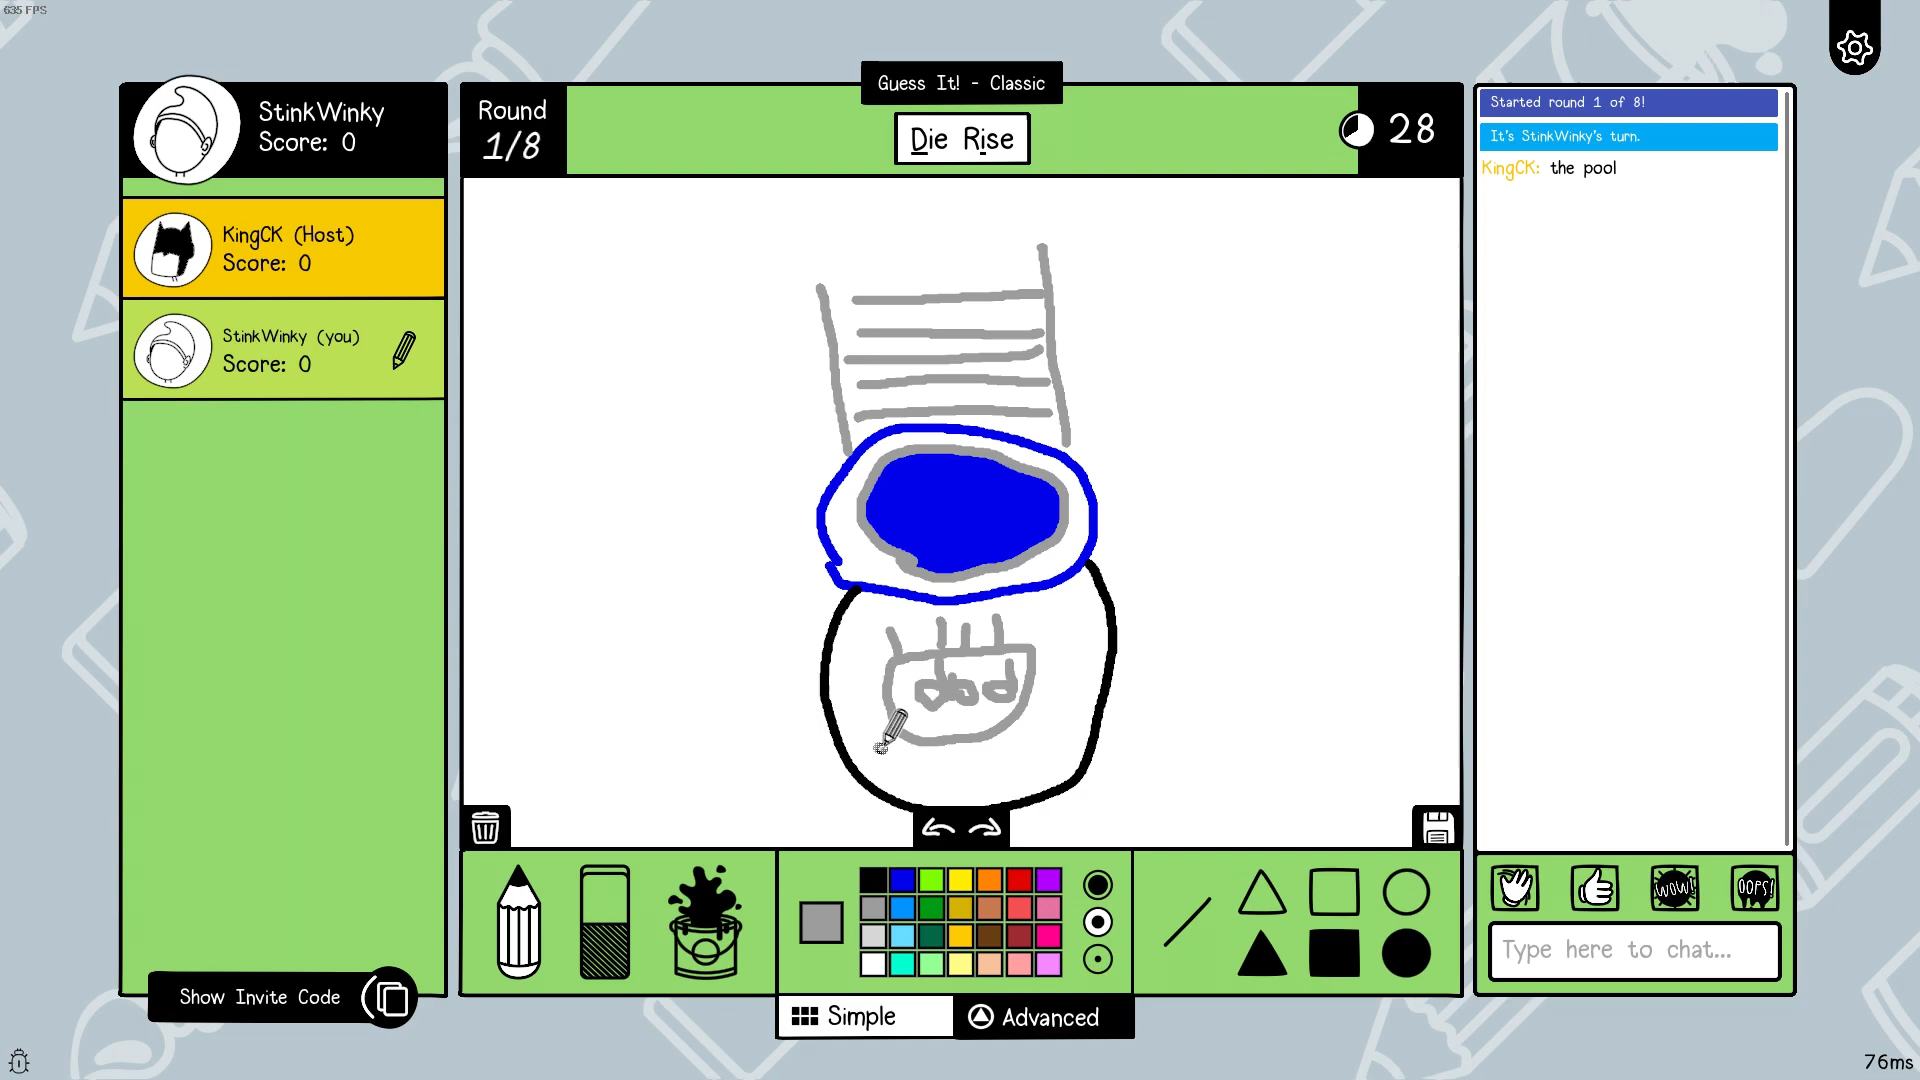 635 FPS
Guess It! - Classic
StinkWinky
Score: 0
Round
1/8
Die Rise
28
Started round 1 of 8!
It's StinkWinky's turn.
KingCK: the pool
KingCK (Host)
Score: 0
StinkWinky (you)
Score: 0
WOW!
OOPS!
Type here to chat...
Show Invite Code
Simple
Advanced
76ms